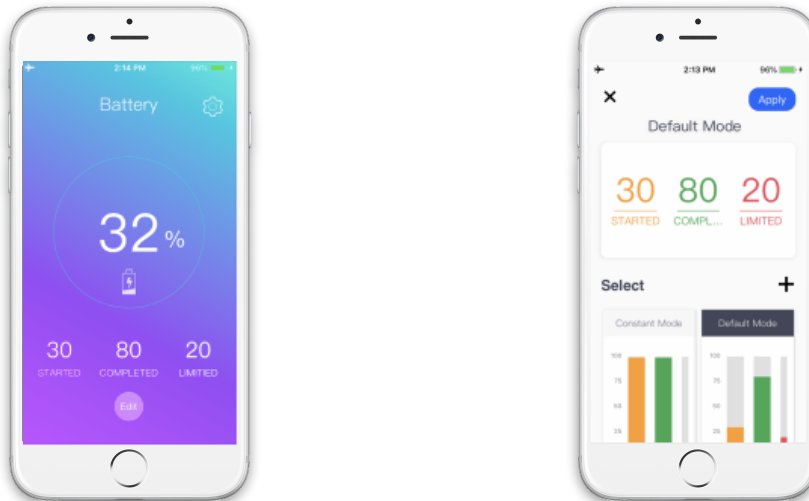 2:14 PM 96%
Battery
32 %
30 80 20
STARTED COMPLETED LIMITIED
Edit
2:13 PM 96%
Apply
Default Mode
30 80 20
STARTED COMPL... LIMITED
Select +
Constant Mode Default Mode
100 100
75 75
50 50
25 25